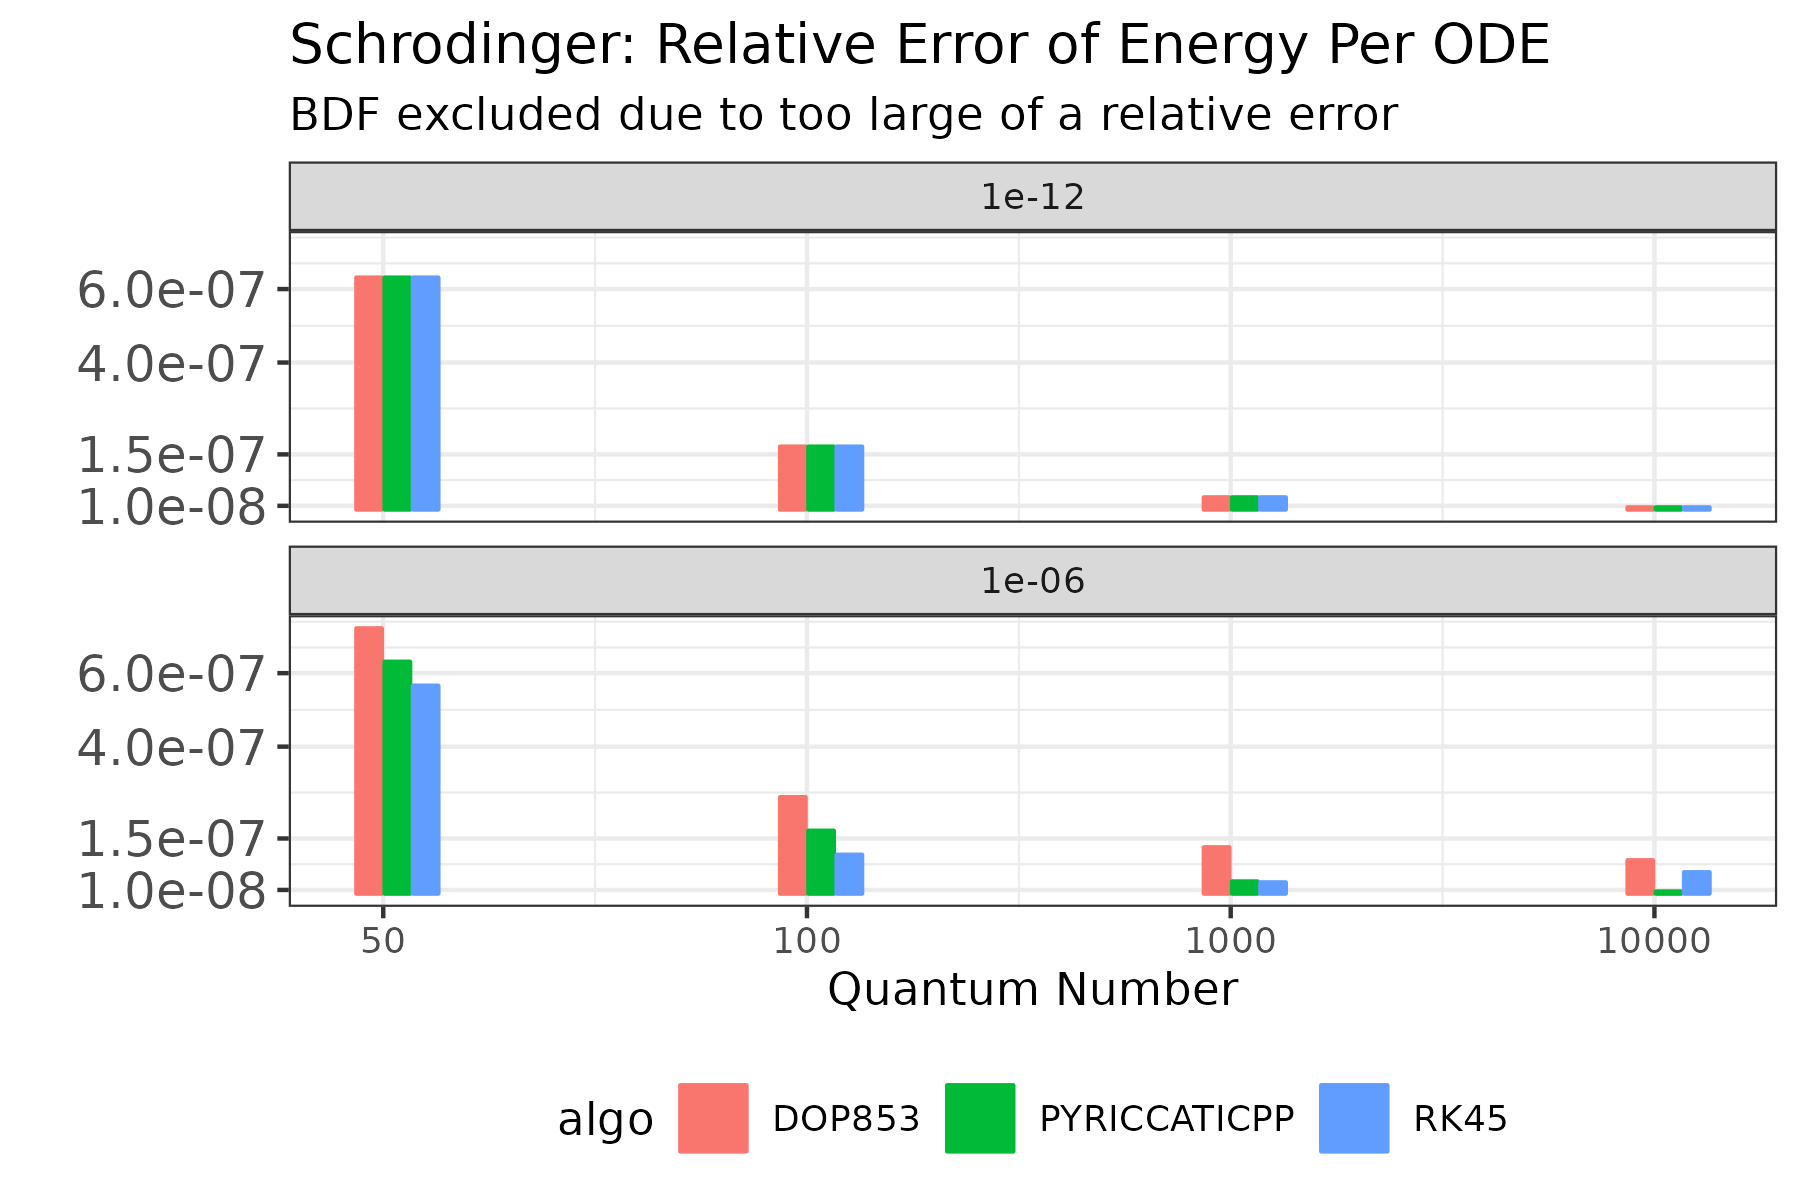 Schrodinger: Relative Error of Energy Per ODE
BDF excluded due to too large of a relative error
1e-12
6.0e-07
4.0e-07
1.5e-07
1.0e-08
1e-06
6.0e-07
4.0e-07
1.5e-07
1.0e-08
50 100 1000 10000
Quantum Number
algo DOP853 PYRICCATICPP RK45